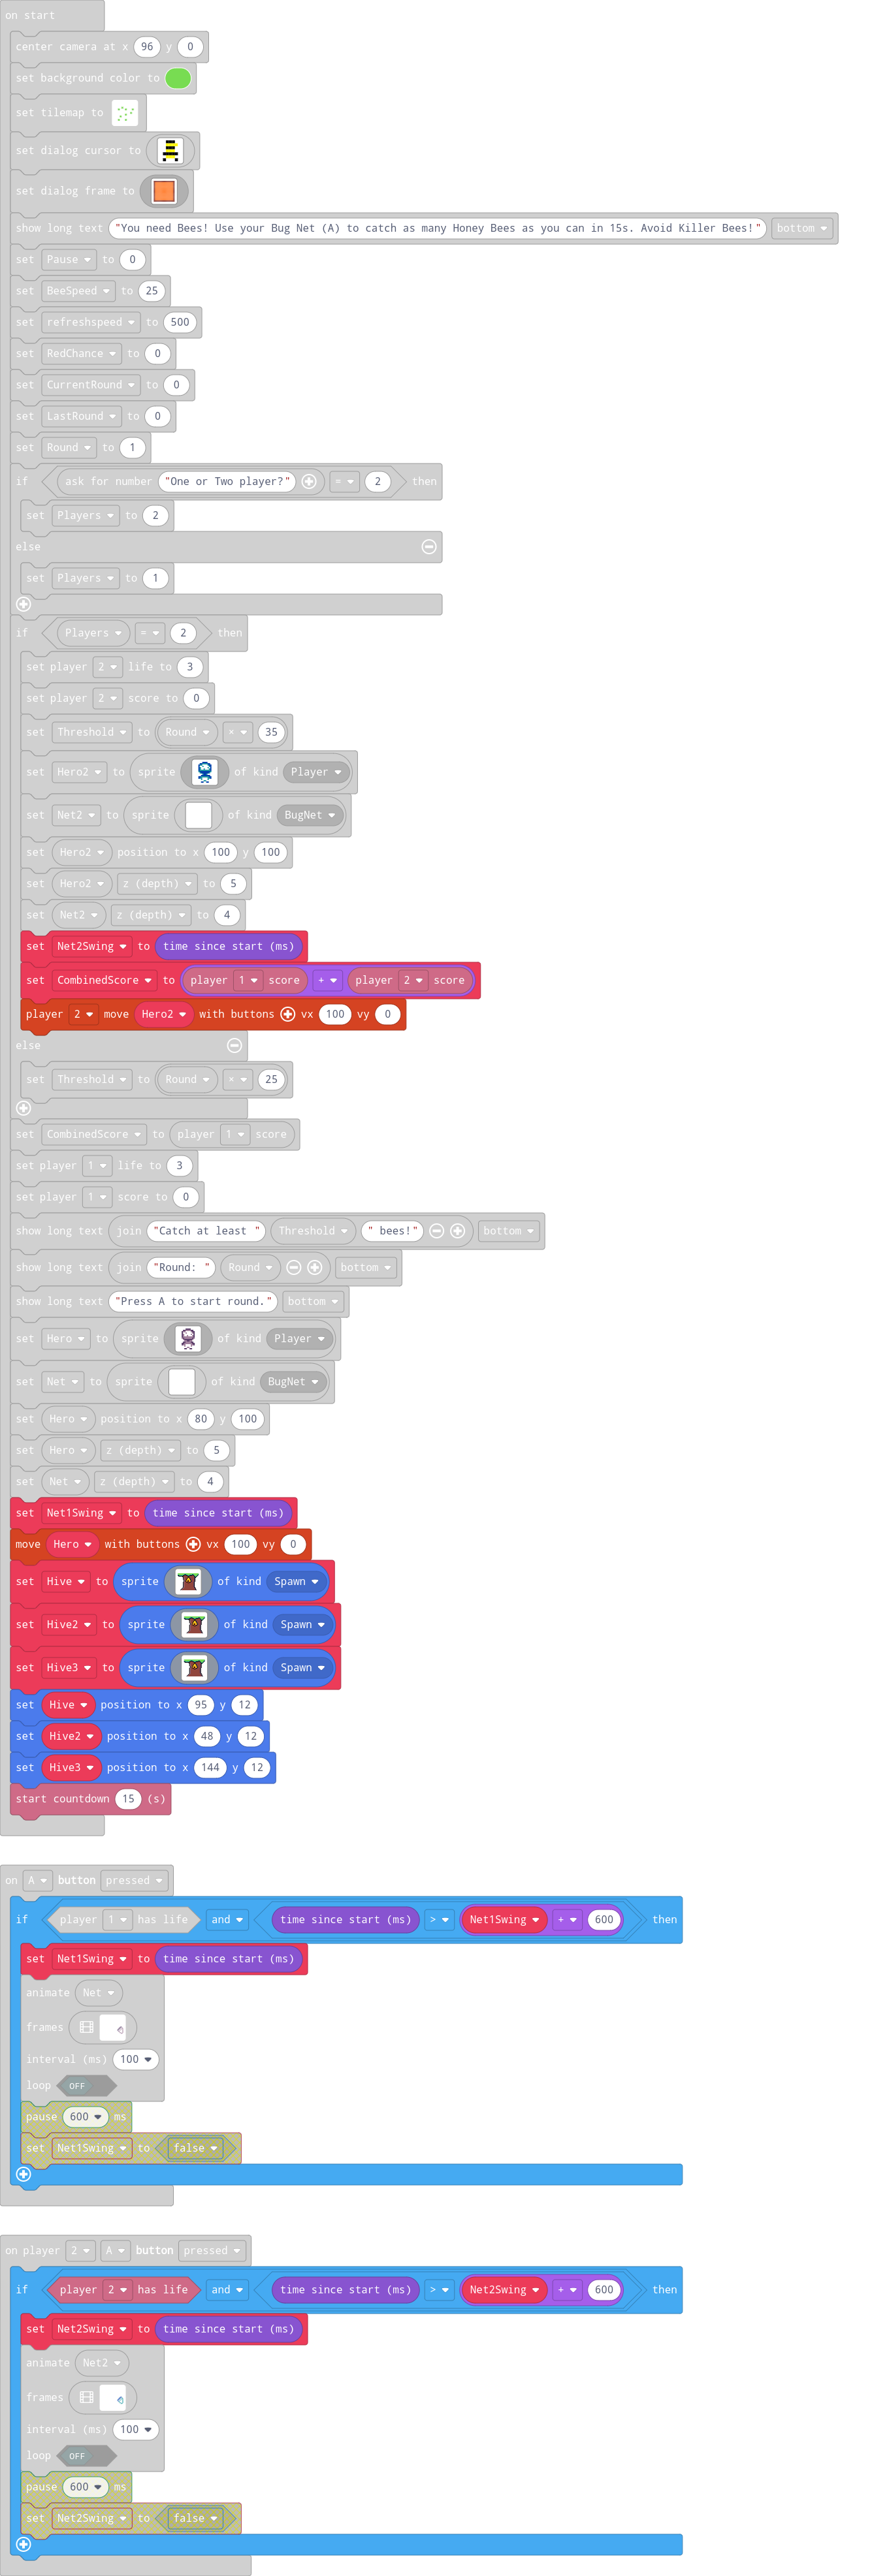 on start
center camera at x 96 y 0
set background color to
set tilemap to
set dialog cursor to
set dialog frame to
show long text "You need Bees! Use your Bug Net (A) to catch as many Honey Bees as you can in 15s. Avoid Killer Bees!" bottom
set Pause to 0
set BeeSpeed to 25
set refreshspeed to 500
set RedChance to 0
set CurrentRound to 0
set LastRound to 0
set Round to 1
if ask for number "One or Two player?" = 2 then
set Players to 2
else
set Players to 1
if Players = 2 then
set player 2 life to 3
set player 2 score to 0
set Threshold to Round × 35
set Hero2 to sprite of kind Player
set Net2 to sprite of kind BugNet
set Hero2 position to x 100 y 100
set Hero2 z (depth) to 5
set Net2 z (depth) to 4
set Net2Swing to time since start (ms)
set CombinedScore to player 1 score + player 2 score
player 2 move Hero2 with buttons vx 100 vy 0
else
set Threshold to Round × 25
set CombinedScore to player 1 score
set player 1 life to 3
set player 1 score to 0
show long text join "Catch at least " Threshold " bees!" bottom
show long text join "Round: " Round bottom
show long text "Press A to start round." bottom
set Hero to sprite of kind Player
set Net to sprite of kind BugNet
set Hero position to x 80 y 100
set Hero z (depth) to 5
set Net z (depth) to 4
set Net1Swing to time since start (ms)
move Hero with buttons vx 100 vy 0
set Hive to sprite of kind Spawn
set Hive2 to sprite of kind Spawn
set Hive3 to sprite of kind Spawn
set Hive position to x 95 y 12
set Hive2 position to x 48 y 12
set Hive3 position to x 144 y 12
start countdown 15 (s)
on A button pressed
if player 1 has life and time since start (ms) > Net1Swing + 600 then
set Net1Swing to time since start (ms)
animate Net
frames
interval (ms) 100
loop OFF
pause 600 ms
set Net1Swing to false
on player 2 A button pressed
if player 2 has life and time since start (ms) > Net2Swing + 600 then
set Net2Swing to time since start (ms)
animate Net2
frames
interval (ms) 100
loop OFF
pause 600 ms
set Net2Swing to false